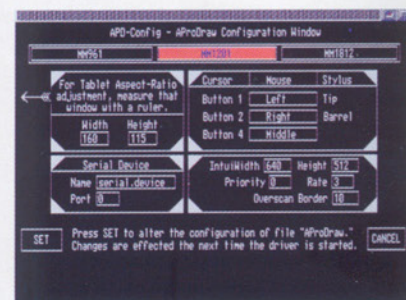 APD-Config - AProDraw Configuration Window
MM961 MM1201 MM1812
For Tablet Aspect-Ratio
adjustment, measure that
window with a ruler.
Width Height
160 115
Cursor Mouse Stylus
Button 1 Left Tip
Button 2 Right Barrel
Button 4 Middle
Serial Device
Name serial.device
Port 0
IntuiWidth 640 Height 512
Priority 0 Rate 3
Overscan Border 10
SET
Press SET to alter the configuration of file "AProDraw."
Changes are effected the next time the driver is started.
CANCEL